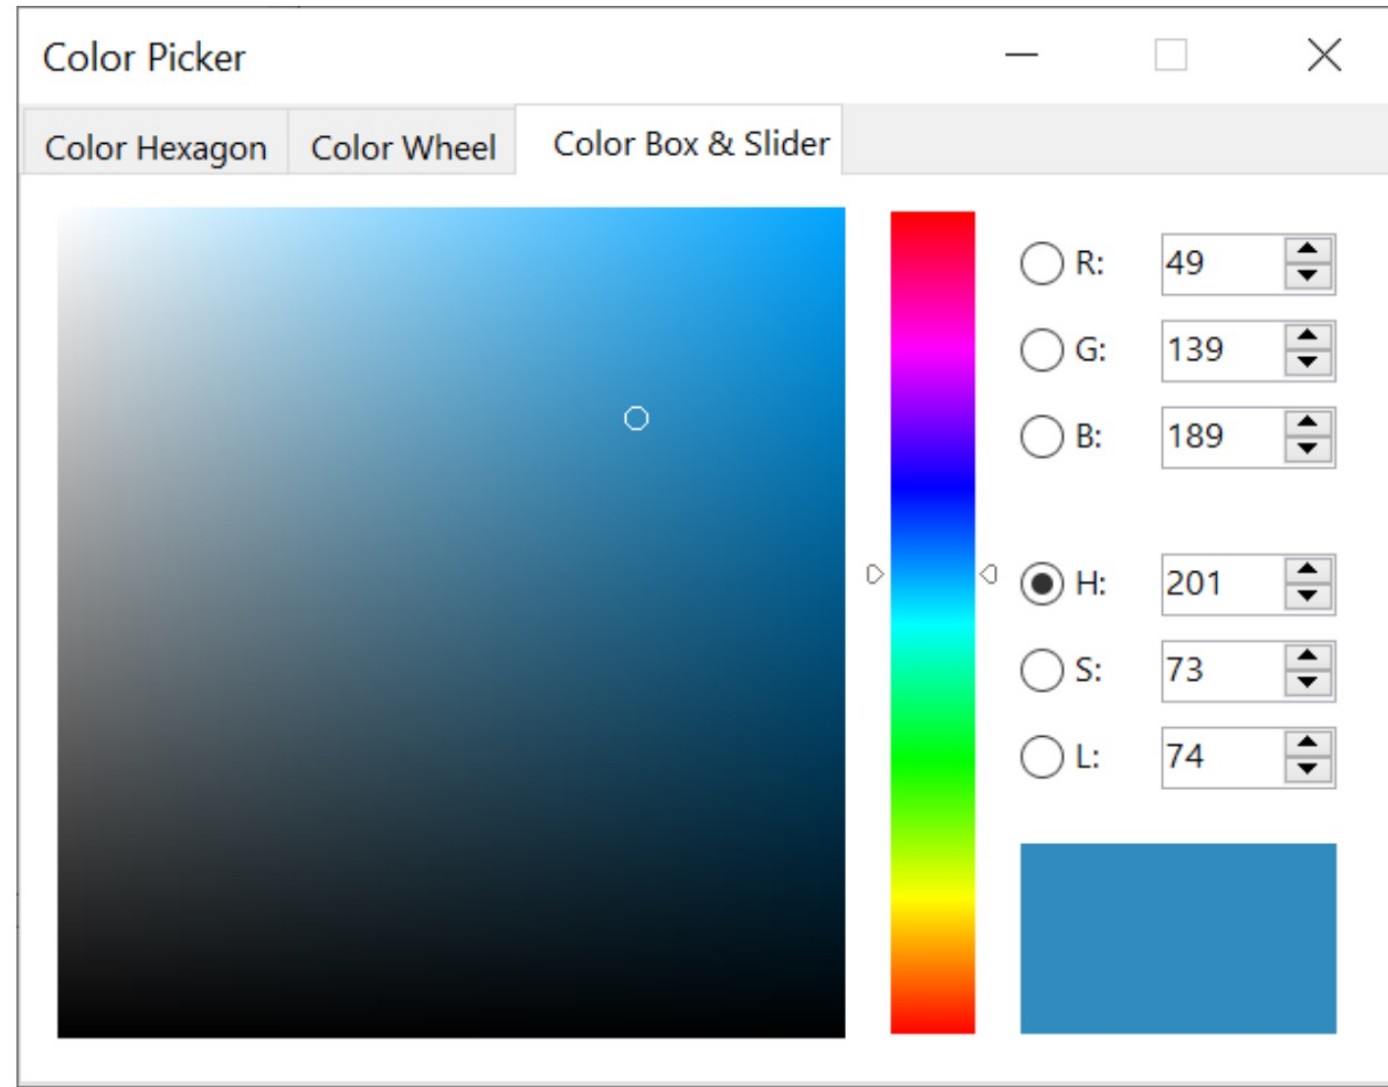 Color Picker
Color Hexagon Color Wheel Color Box & Slider
R: 49
G: 139
B: 189
H: 201
S: 73
L: 74